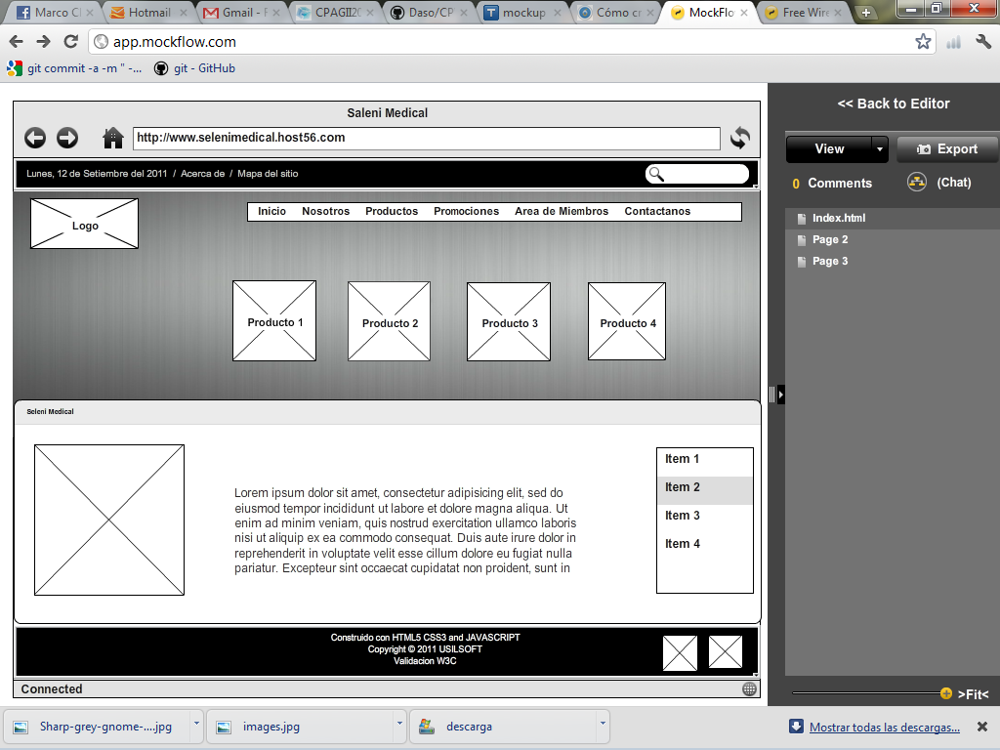 Marco C
Hotmail
Gmail - F
CPAGII20
Daso/CP
mockup
Cómo cr
MockFlo
Free Wire
app.mockflow.com
git commit -a -m " -...
git - GitHub
Saleni Medical
http://www.selenimedical.host56.com
Lunes, 12 de Setiembre del 2011 / Acerca de / Mapa del sitio
Logo
Inicio Nosotros Productos Promociones Area de Miembros Contactanos
Producto 1 Producto 2 Producto 3 Producto 4
Seleni Medical
Lorem ipsum dolor sit amet, consectetur adipisicing elit, sed do
eiusmod tempor incididunt ut labore et dolore magna aliqua. Ut
enim ad minim veniam, quis nostrud exercitation ullamco laboris
nisi ut aliquip ex ea commodo consequat. Duis aute irure dolor in
reprehenderit in voluptate velit esse cillum dolore eu fugiat nulla
pariatur. Excepteur sint occaecat cupidatat non proident, sunt in
Item 1
Item 2
Item 3
Item 4
Construido con HTML5 CSS3 and JAVASCRIPT
Copyright © 2011 USILSOFT
Validacion W3C
Connected
<< Back to Editor
View Export
0 Comments (Chat)
Index.html
Page 2
Page 3
>Fit<
Sharp-grey-gnome-....jpg
images.jpg
descarga
Mostrar todas las descargas...